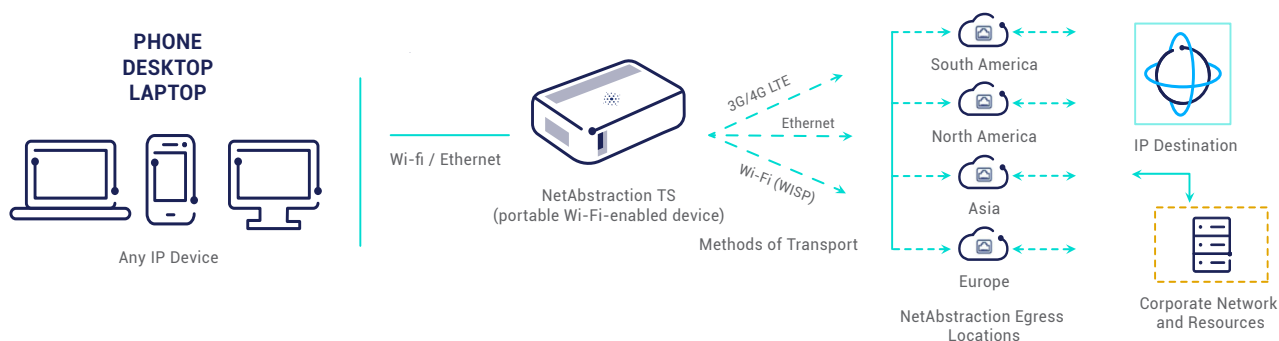 PHONE
DESKTOP
LAPTOP
Any IP Device
Wi-fi / Ethernet
NetAbstraction TS
(portable Wi-Fi-enabled device)
3G/4G LTE
Ethernet
Wi-Fi (WISP)
Methods of Transport
South America
North America
Asia
Europe
NetAbstraction Egress
Locations
IP Destination
Corporate Network
and Resources